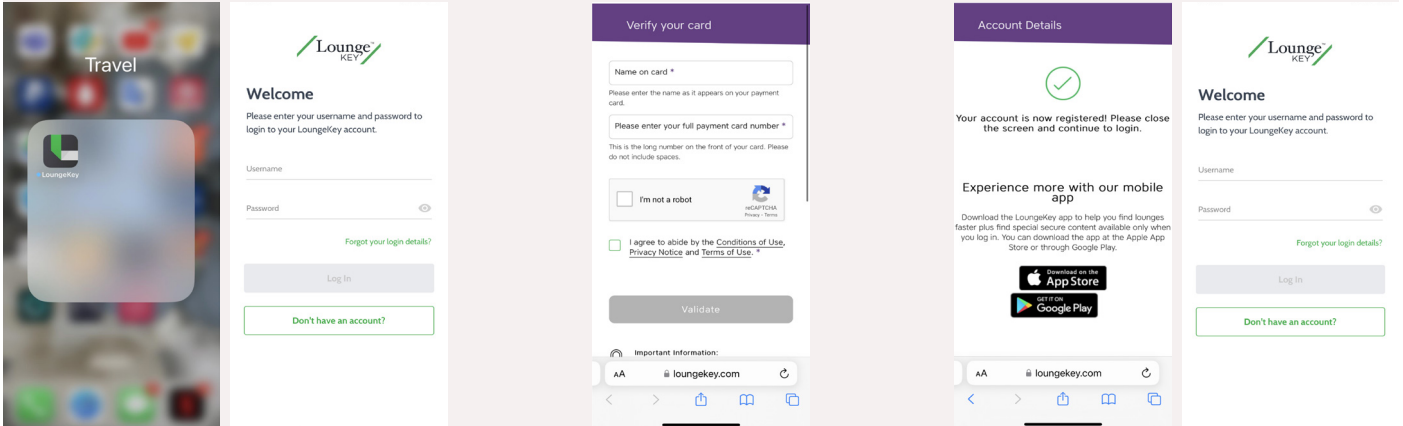 Travel
LoungeKey
Lounge™
KEY
Welcome
Please enter your username and password to
login to your LoungeKey account.
Username
Password
Forgot your login details?
Log In
Don't have an account?
Verify your card
Name on card *
Please enter the name as it appears on your payment
card.
Please enter your full payment card number *
This is the long number on the front of your card. Please
do not include spaces.
I'm not a robot
reCAPTCHA
Privacy - Terms
I agree to abide by the Conditions of Use,
Privacy Notice and Terms of Use. *
Validate
Important Information:
AA loungekey.com
Account Details
Your account is now registered! Please close
the screen and continue to login.
Experience more with our mobile
app
Download the LoungeKey app to help you find lounges
faster plus find special secure content available only when
you log in. You can download the app at the Apple App
Store or through Google Play.
Download on the
App Store
GET IT ON
Google Play
AA loungekey.com
Lounge™
KEY
Welcome
Please enter your username and password to
login to your LoungeKey account.
Username
Password
Forgot your login details?
Log In
Don't have an account?